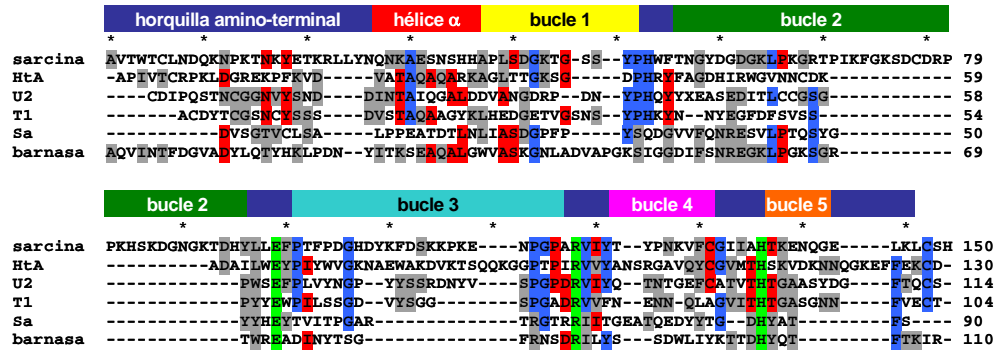 horquilla amino-terminal hélice α bucle 1 bucle 2
* * * * * * * * *
sarcina AVTWTCLNDQKNPKTNKYETKRLLYNQNKAESNSHHAPLSDGKTG-SS--YPHWFTNGYDGDGKLPKGRTPIKFGKSDCDRP 79
HtA -APIVTCRPKLDGREKPFKVD-----VATAQAQARKAGLTTGKSG-----DPHRYFAGDHIRWGVNNCDK------------ 59
U2 ----CDIPQSTNCGGNVYSND-----DINTAIQGALDDVANGDRP-DN--YPHQYYXEASEDITLCCGSG------------ 58
T1 -------ACDYTCGSNCYSSS-----DVSTAQAAGYKLHEDGETVGSNS-YPHKYN--NYEGFDFSVSS------------- 54
Sa -----------DVSGTVCLSA-----LPPEATDTLNLIASDGPFP------YSQDGVVFQNRESVLPTQSYG---------- 50
barnasa AQVINTFDGVADYLQTYHKLPDN---YITKSEAQALGWVASKGNLADVAPGKSIGGDIFSNREGKLPGKSGR---------- 69
bucle 2 bucle 3 bucle 4 bucle 5
* * * * * * * *
sarcina PKHSKDGNGKTDHYLLEFPTFPDGHDYKFDSKKPKE----NPGPARVIYT--YPNKVFCGIIAHTKENQGE-----LKLCSH 150
HtA ----------ADAILWEYPIYWVGKNAEWAKDVKTSQQKGGPTPIRVVYANSRGAVQYCGVMTHSKVDKNNQGKEFFEKCD- 130
U2 --------------PWSEFPLVYNGP-YYSSRDNYV----SPGPDRVIYQ--TNTGEFCATVTHTGAASYDG----FTQCS- 114
T1 --------------PYYEWPILSSGD-VYSGG--------SPGADRVVFN--ENN-QLAGVITHTGASGNN-----FVECT- 104
Sa --------------YYHEYTVITPGAR-------------TRGTRRIITGEATQEDYYTG--DHYAT---------FS---- 90
barnasa --------------TWREADINYTSG--------------FRNSDRILYS---SDWLIYKTTDHYQT---------FTKIR- 110